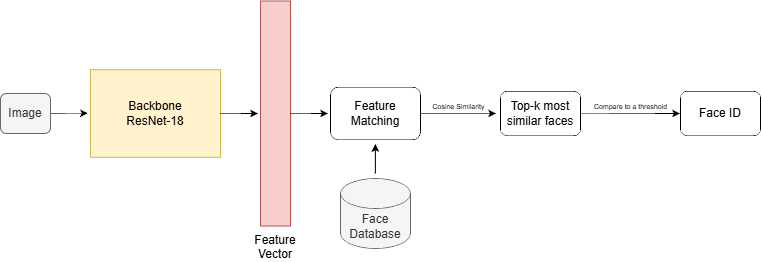 Image
Backbone
ResNet-18
Feature
Vector
Feature
Matching
Face
Database
Cosine Similarity
Top-k most
similar faces
Compare to a threshold
Face ID